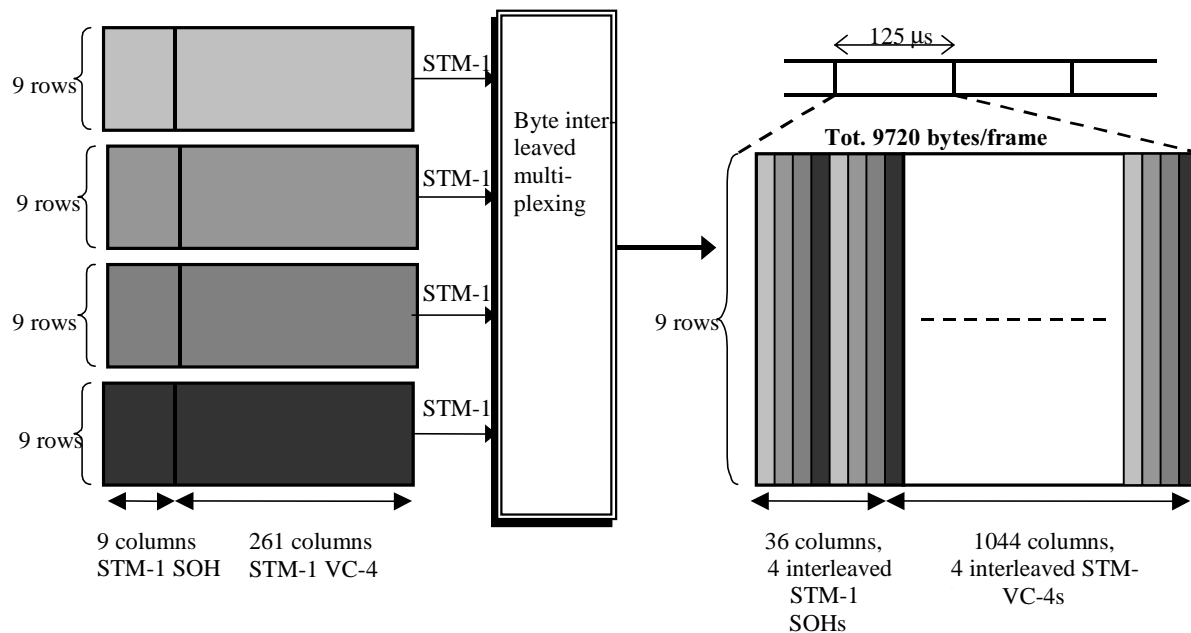 9 rows
STM-1
9 rows
STM-1
9 rows
STM-1
9 rows
STM-1
9 columns
STM-1 SOH
261 columns
STM-1 VC-4
Byte inter-
leaved
multi-
plexing
125 μs
Tot. 9720 bytes/frame
9 rows
36 columns,
4 interleaved
STM-1
SOHs
1044 columns,
4 interleaved STM-
VC-4s